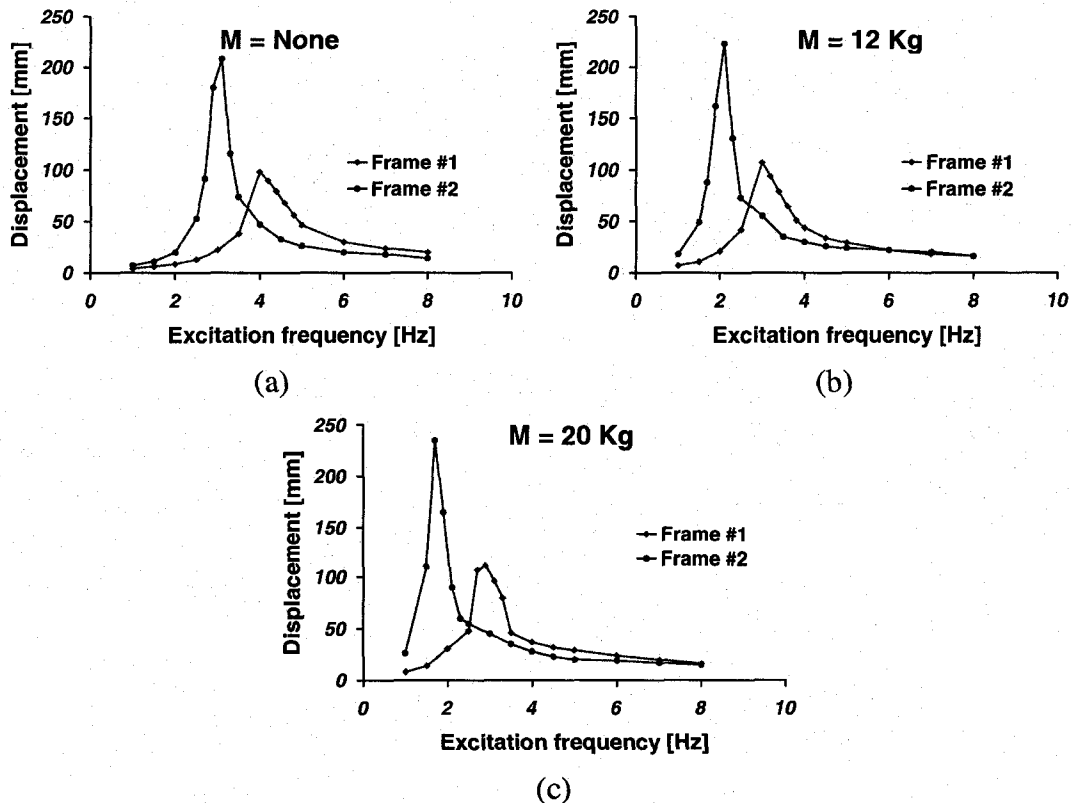 M = None
Displacement [mm]
250
200
150
100
50
0
0 2 4 6 8 10
Frame #1
Frame #2
Excitation frequency [Hz]
(a)
M = 12 Kg
Displacement [mm]
250
200
150
100
50
0
0 2 4 6 8 10
Frame #1
Frame #2
Excitation frequency [Hz]
(b)
M = 20 Kg
Displacement [mm]
250
200
150
100
50
0
0 2 4 6 8 10
Frame #1
Frame #2
Excitation frequency [Hz]
(c)